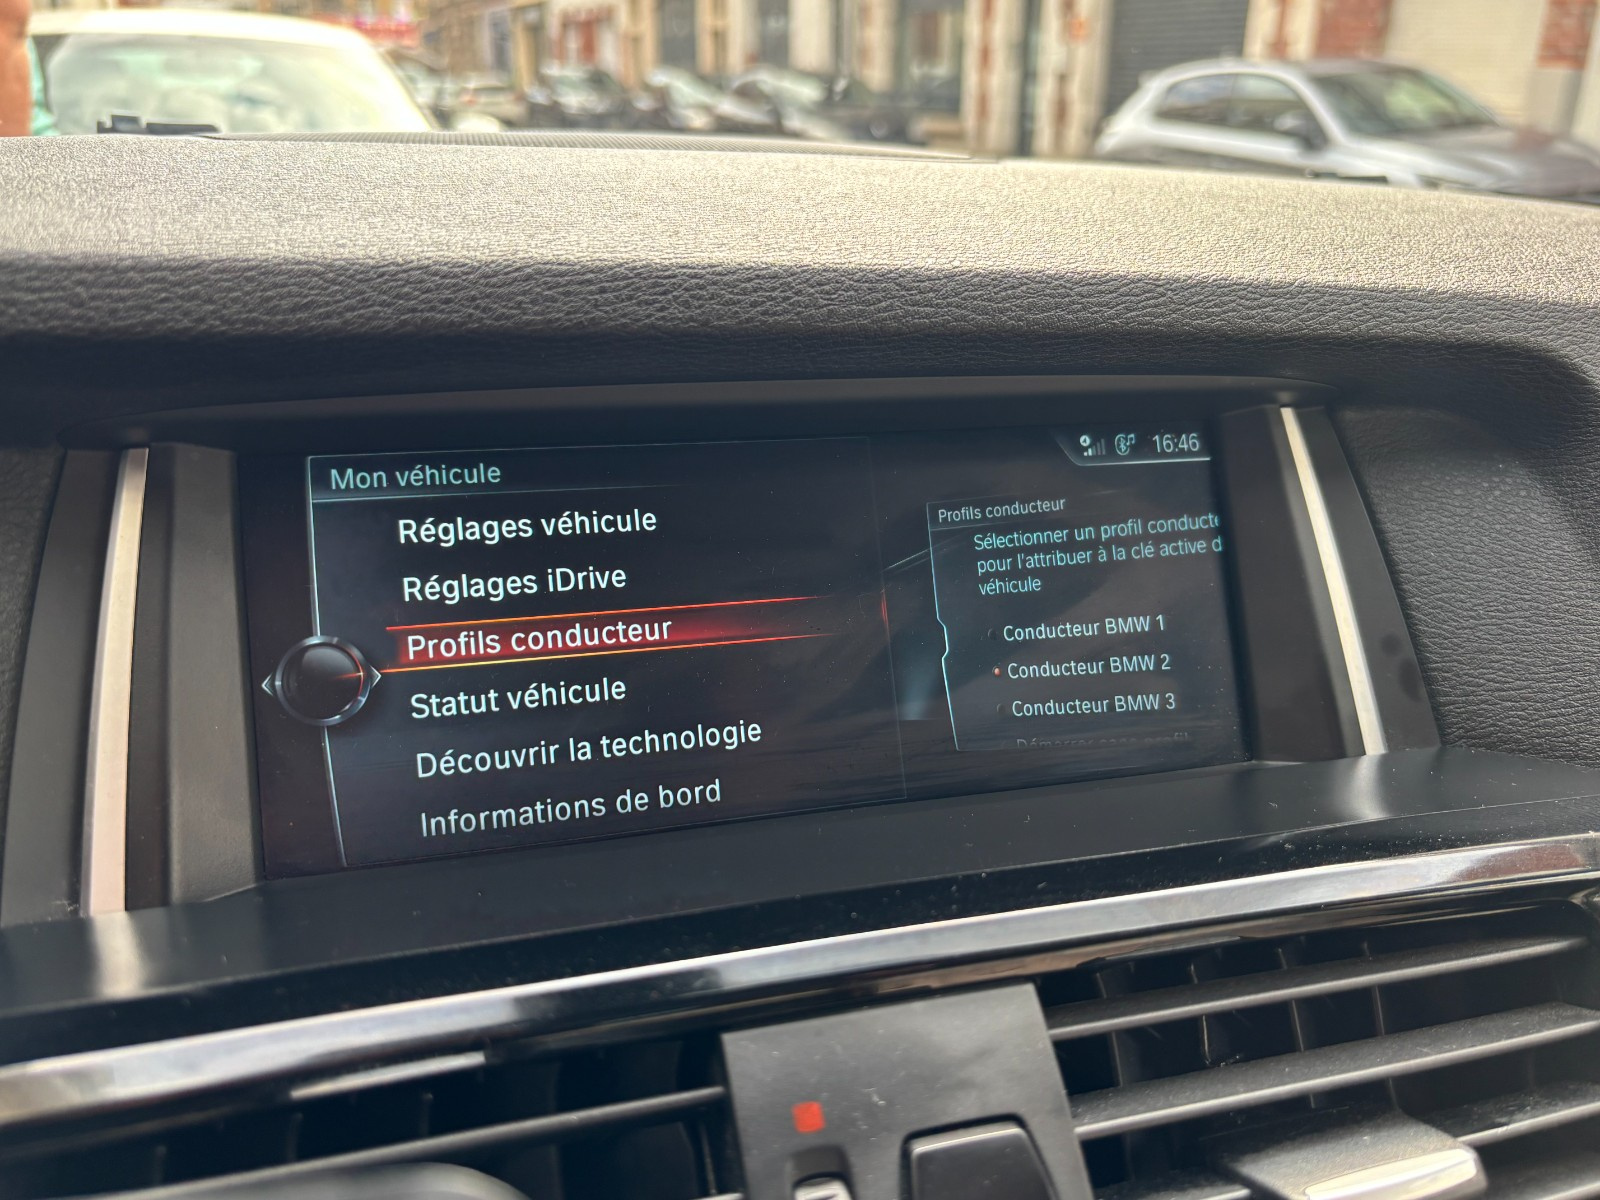 Mon véhicule
Réglages véhicule
Réglages iDrive
Profils conducteur
Statut véhicule
Découvrir la technologie
Informations de bord
16:46
Profils conducteur
Sélectionner un profil conducte
pour l'attribuer à la clé active d
véhicule
Conducteur BMW 1
Conducteur BMW 2
Conducteur BMW 3